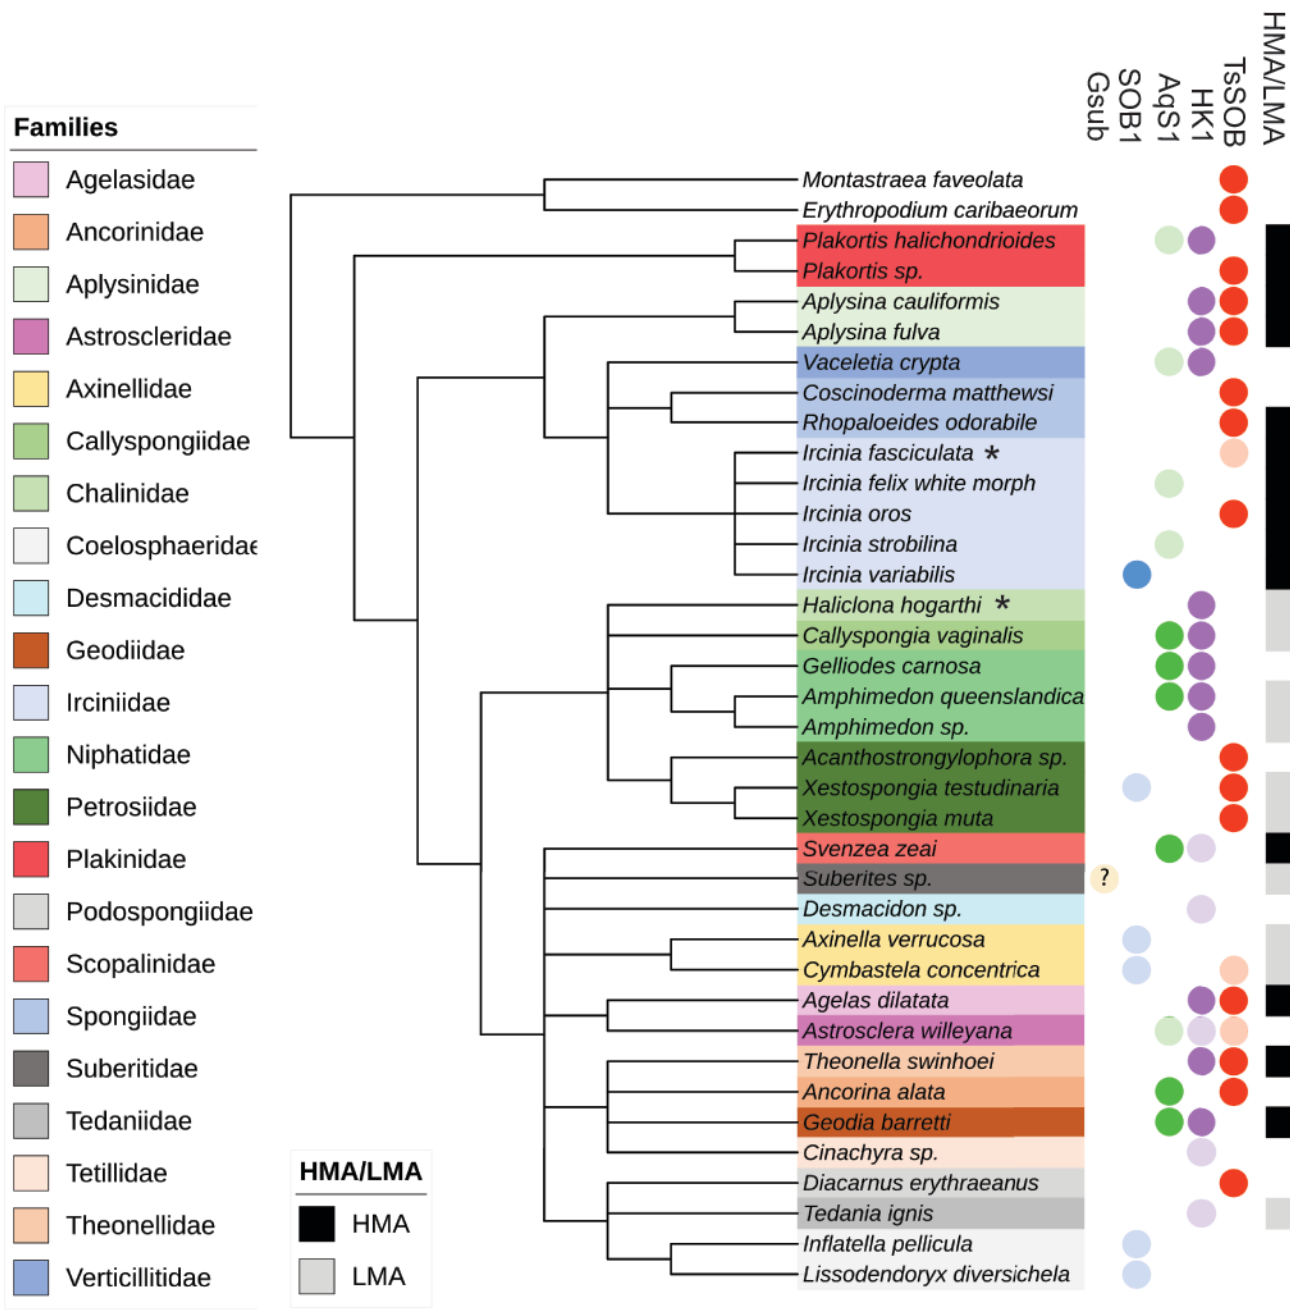 HMA/LMA
TsSOB
HK1
AqS1
SOB1
Gsub
Families
Agelasidae
Ancorinidae
Aplysinidae
Astroscleridae
Axinellidae
Callyspongiidae
Chalinidae
Coelosphaeridae
Desmacididae
Geodiidae
Irciniidae
Niphatidae
Petrosiidae
Plakinidae
Podospongiidae
Scopalinidae
Spongiidae
Suberitidae
Tedaniidae
Tetillidae
Theonellidae
Verticillitidae
HMA/LMA
HMA
LMA
Montastraea faveolata
Erythropodium caribaeorum
Plakortis halichondrioides
Plakortis sp.
Aplysina cauliformis
Aplysina fulva
Vaceletia crypta
Coscinoderma matthewsi
Rhopaloeides odorabile
Ircinia fasciculata *
Ircinia felix white morph
Ircinia oros
Ircinia strobilina
Ircinia variabilis
Haliclona hogarthi *
Callyspongia vaginalis
Gelliodes carnosa
Amphimedon queenslandica
Amphimedon sp.
Acanthostrongylophora sp.
Xestospongia testudinaria
Xestospongia muta
Svenzea zeai
Suberites sp. ?
Desmacidon sp.
Axinella verrucosa
Cymbastela concentrica
Agelas dilatata
Astrosclera willeyana
Theonella swinhoei
Ancorina alata
Geodia barretti
Cinachyra sp.
Diacarnus erythraeanus
Tedania ignis
Inflatella pellicula
Lissodendoryx diversichela